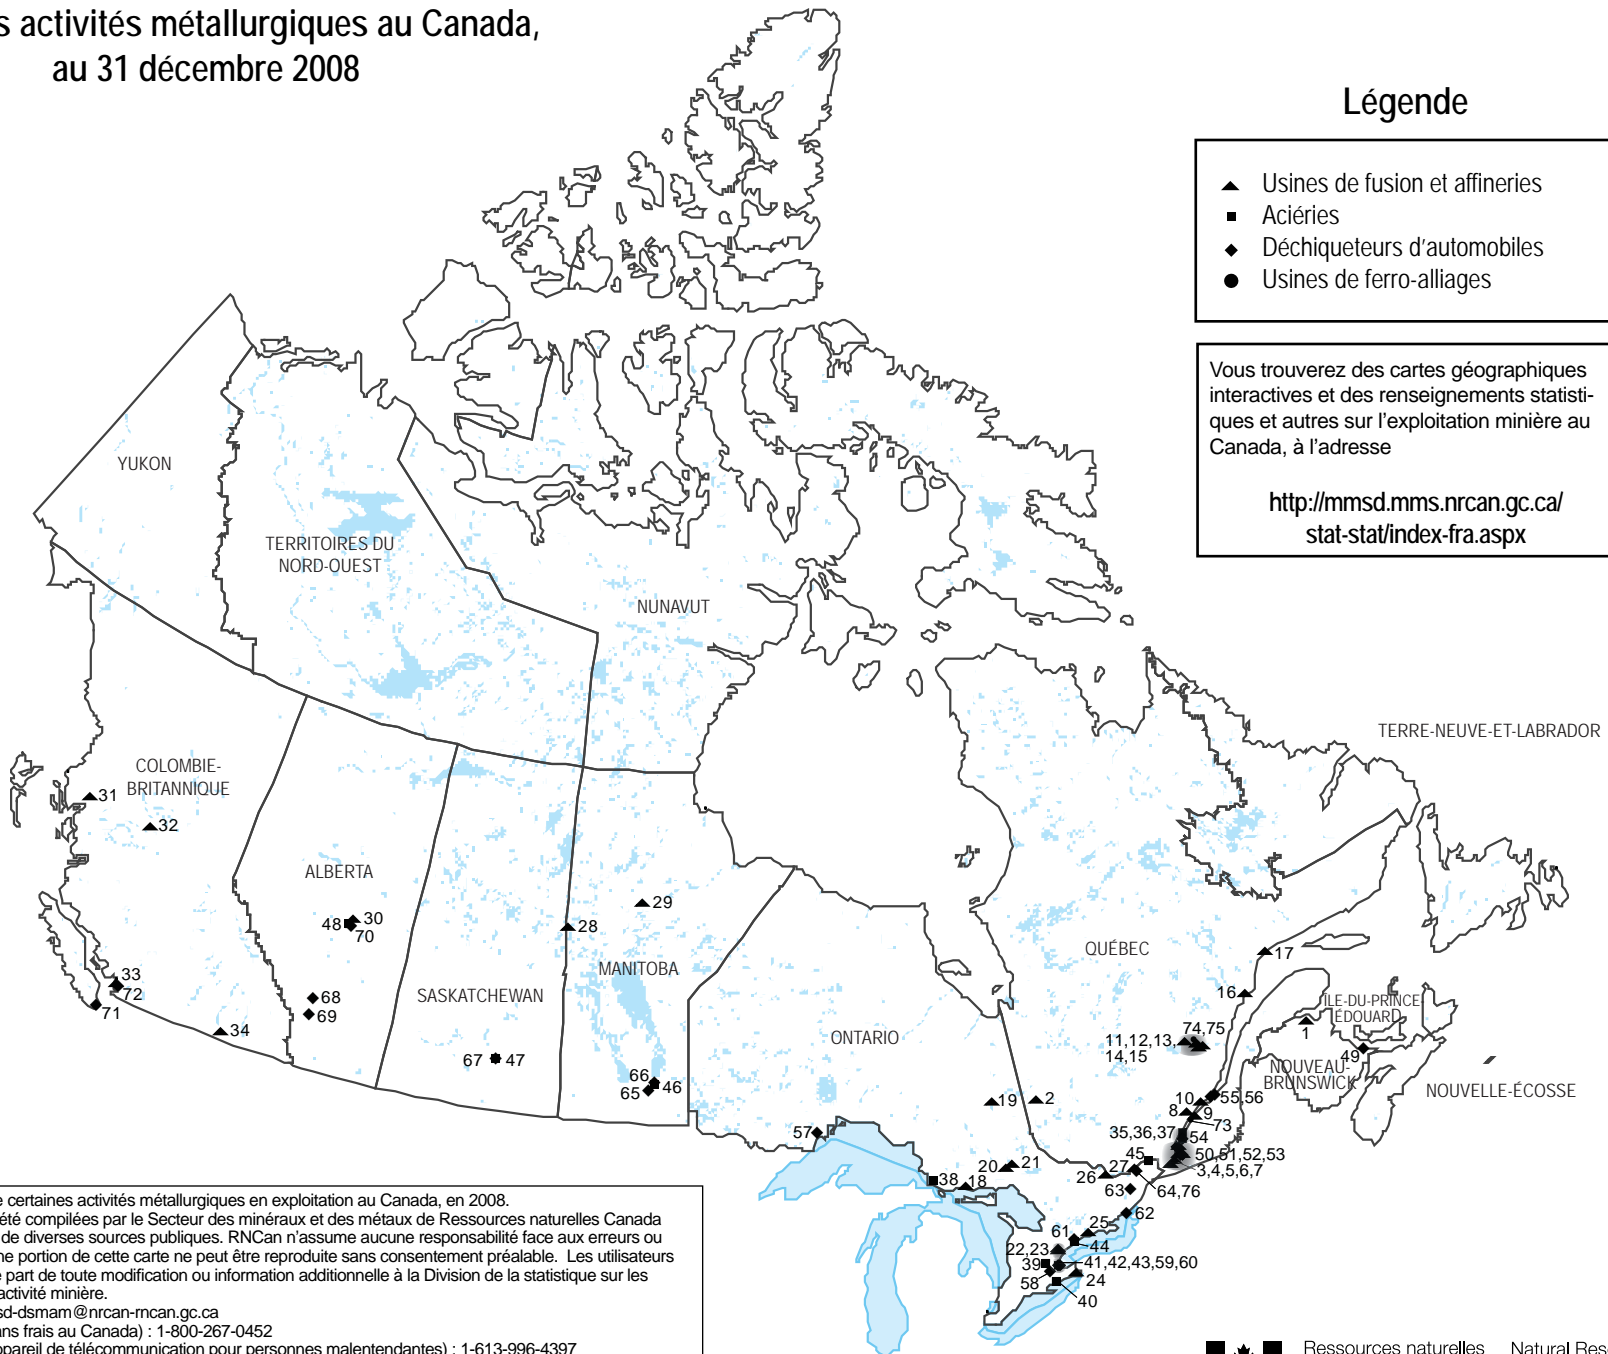 s activités métallurgiques au Canada,
au 31 décembre 2008
Légende
Usines de fusion et affineries
Aciéries
Déchiqueteurs d'automobiles
Usines de ferro-alliages
Vous trouverez des cartes géographiques
interactives et des renseignements statisti-
ques et autres sur l'exploitation minière au
Canada, à l'adresse
http://mmsd.mms.nrcan.gc.ca/
stat-stat/index-fra.aspx
YUKON
TERRITOIRES DU
NORD-OUEST
NUNAVUT
TERRE-NEUVE-ET-LABRADOR
COLOMBIE-
BRITANNIQUE
31
32
ALBERTA
48
30
70
29
28
MANITOBA
QUÉBEC
17
33
72
71
68
69
SASKATCHEWAN
34
67
47
66
65
46
ONTARIO
16
ÎLE-DU-PRINCE-
ÉDOUARD
1
49
NOUVEAU-
BRUNSWICK
NOUVELLE-ÉCOSSE
74,75
11,12,13,
14,15
19
2
10
55,56
8
9
73
57
35,36,37
54
45
50,51,52,53
3,4,5,6,7
20
21
27
26
64,76
38
18
63
62
61
25
44
22,23
39
41,42,43,59,60
58
24
40
e certaines activités métallurgiques en exploitation au Canada, en 2008.
été compilées par le Secteur des minéraux et des métaux de Ressources naturelles Canada
de diverses sources publiques. RNCan n'assume aucune responsabilité face aux erreurs ou
ne portion de cette carte ne peut être reproduite sans consentement préalable. Les utilisateurs
e part de toute modification ou information additionnelle à la Division de la statistique sur les
activité minière.
sd-dsmam@nrcan-rncan.gc.ca
ans frais au Canada) : 1-800-267-0452
ppareil de télécommunication pour personnes malentendantes) : 1-613-996-4397
Ressources naturelles Natural Res